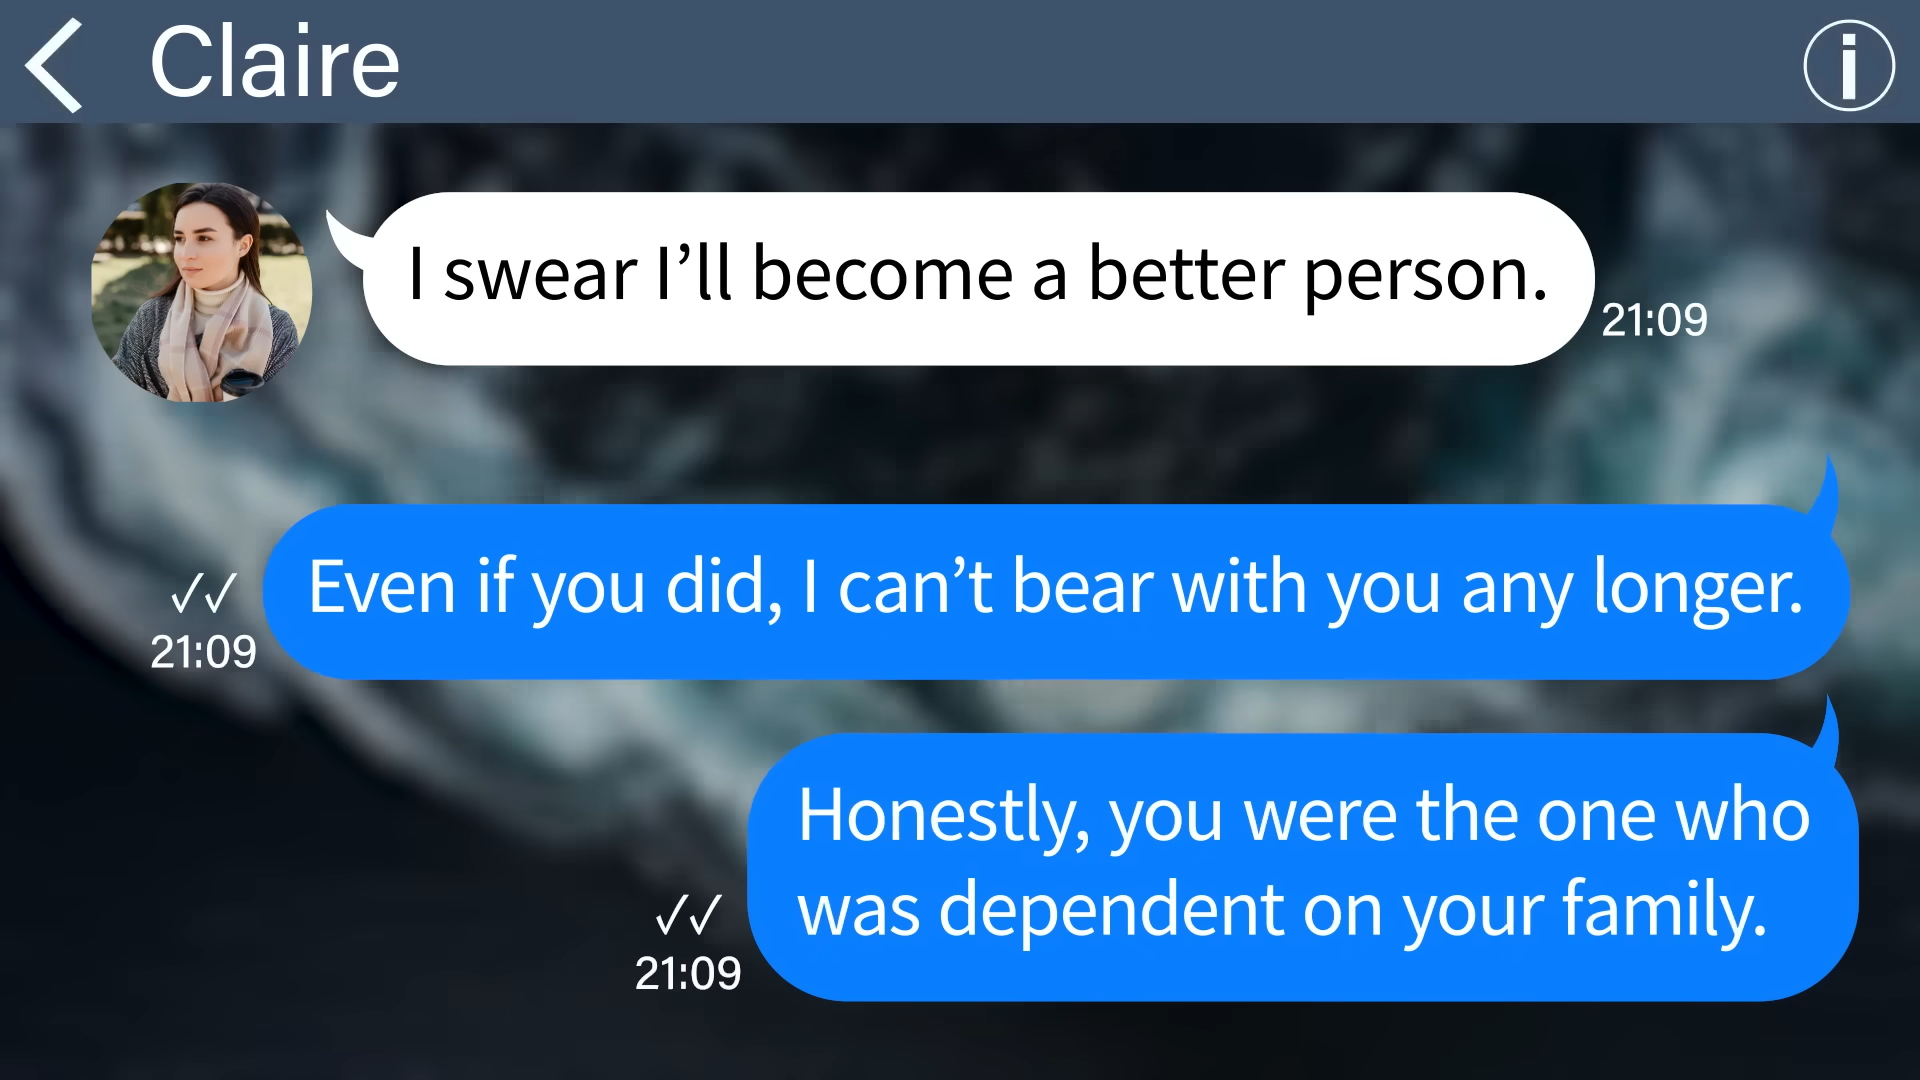 Claire
I swear I’ll become a better person.
21:09
Even if you did, I can’t bear with you any longer.
21:09
Honestly, you were the one who
was dependent on your family.
21:09